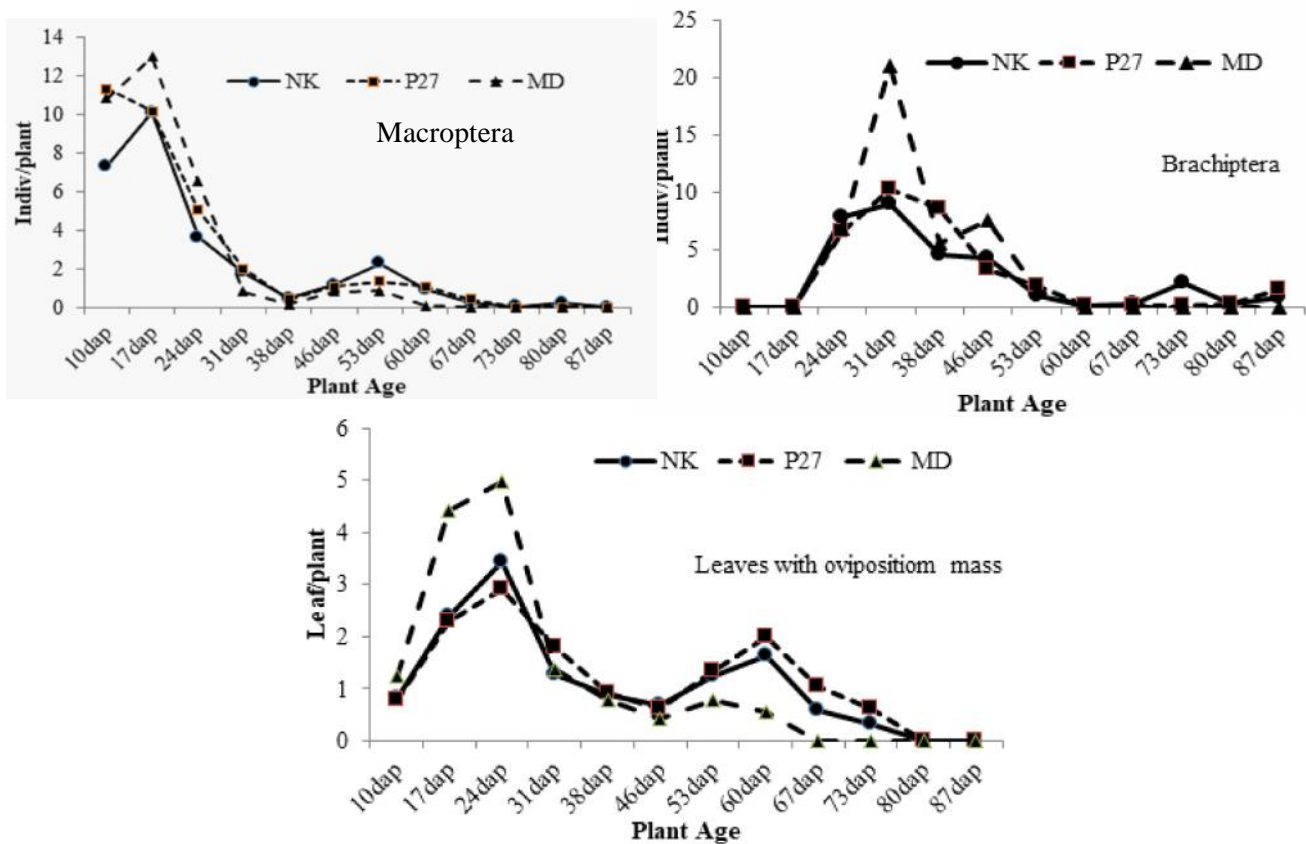 14
12
10
8
6
4
2
0
Indiv/plant
NK P27 MD
Macroptera
10dap 17dap 24dap 31dap 38dap 46dap 53dap 60dap 67dap 73dap 80dap 87dap
Plant Age
25
20
15
10
5
0
Indiv/plant
NK P27 MD
Brachiptera
10dap 17dap 24dap 31dap 38dap 46dap 53dap 60dap 67dap 73dap 80dap 87dap
Plant Age
6
5
4
3
2
1
0
Leaf/plant
NK P27 MD
Leaves with ovipositiom mass
10dap 17dap 24dap 31dap 38dap 46dap 53dap 60dap 67dap 73dap 80dap 87dap
Plant Age